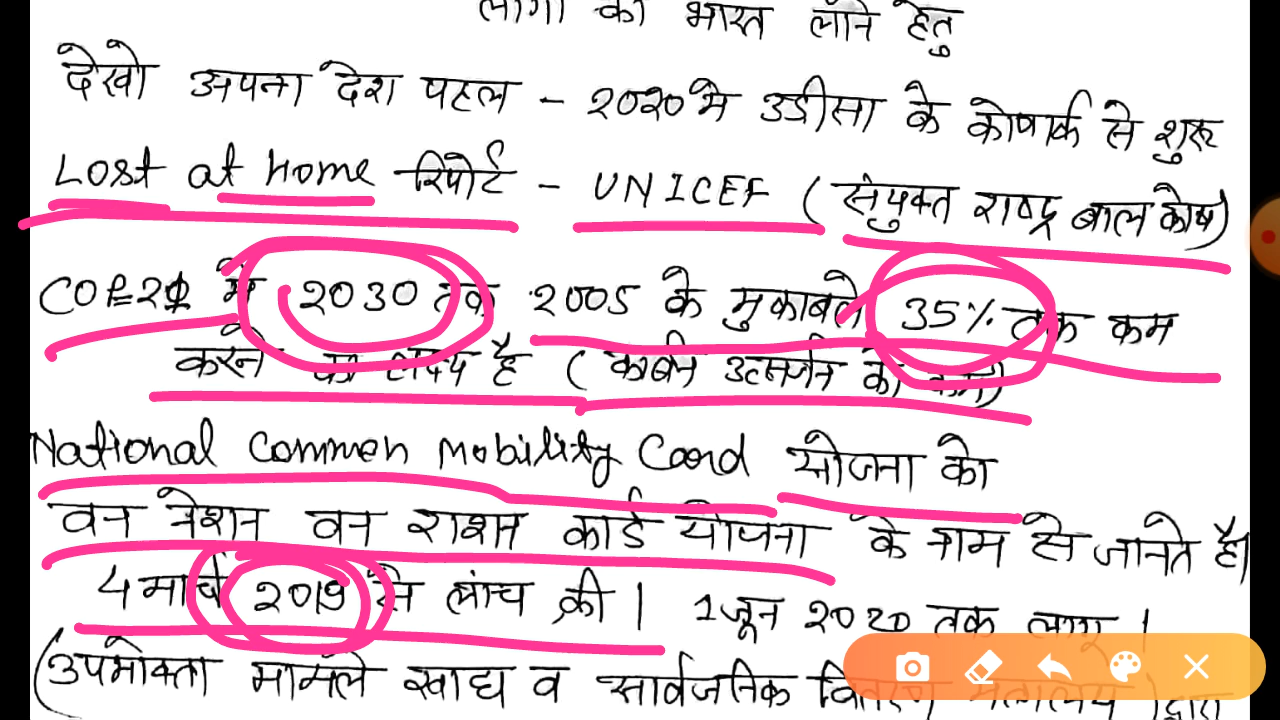 लोगों को भारत लाने हेतु
देखो अपना देश पहल - 2020 मे उडीसा के कोणार्क से शुरू
Lost at home रिपोर्ट - UNICEF (संयुक्त राष्ट्र बाल कोष)
COP-21 मे 2030 तक 2005 के मुकाबले 35% तक कम
करने का लक्ष्य है (कार्बन उत्सर्जन को कम)
National Common Mobility Card योजना को
वन नेशन वन राशन कार्ड योजना के नाम से जानते है।
4 मार्च 2019 से लांच की। 1 जून 2020 तक लागू।
(उपभोक्ता मामले खाद्य व सार्वजनिक वितरण मंत्रालय) द्वारा